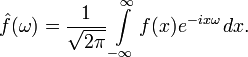 f̂(ω) = 1/√(2π) ∫_{-∞}^{∞} f(x)e^{-ixω} dx.